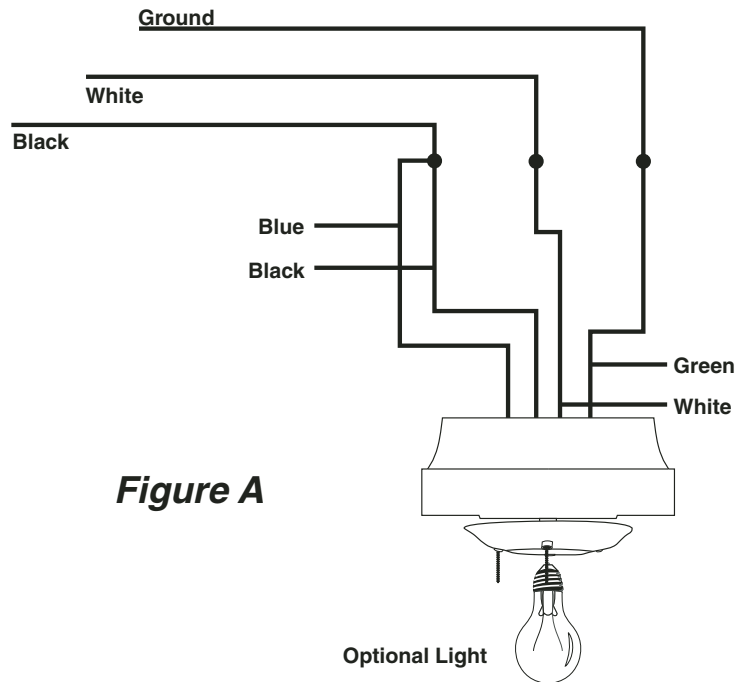 Ground
White
Black
Blue
Black
Green
White
Figure A
Optional Light